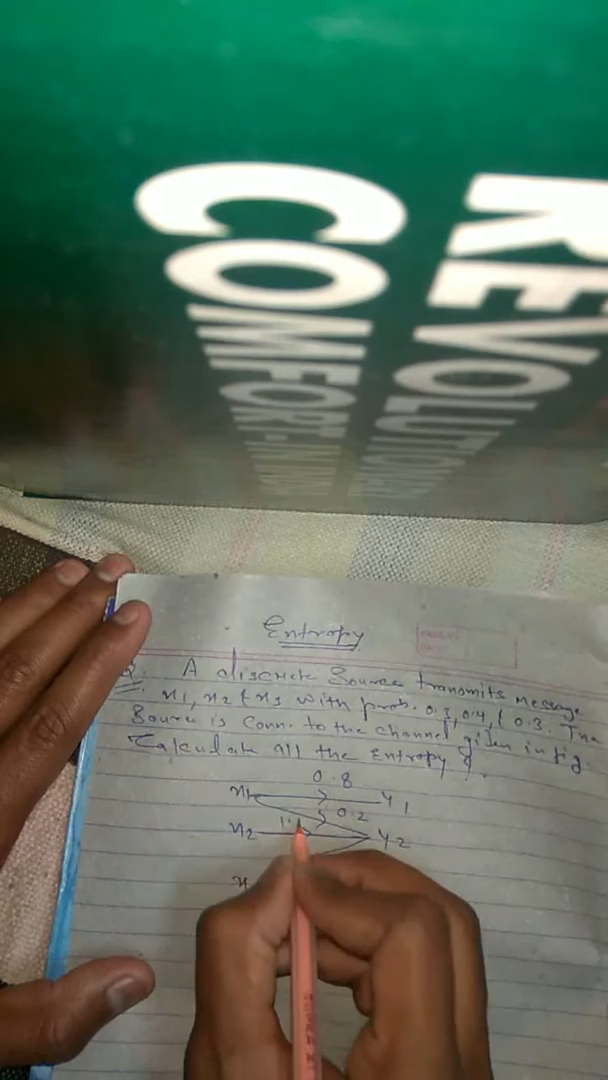 REVOLUTION
COMFORT
Entropy
Q. A discrete Source transmits Message
x1, x2 & x3 with prob. 0.3, 0.4, & 0.3. The
Source is Conn. to the channel given in fig.
Calculate All the Entropy?
0.8
x1 y1
0.2
x2 1. y2
x